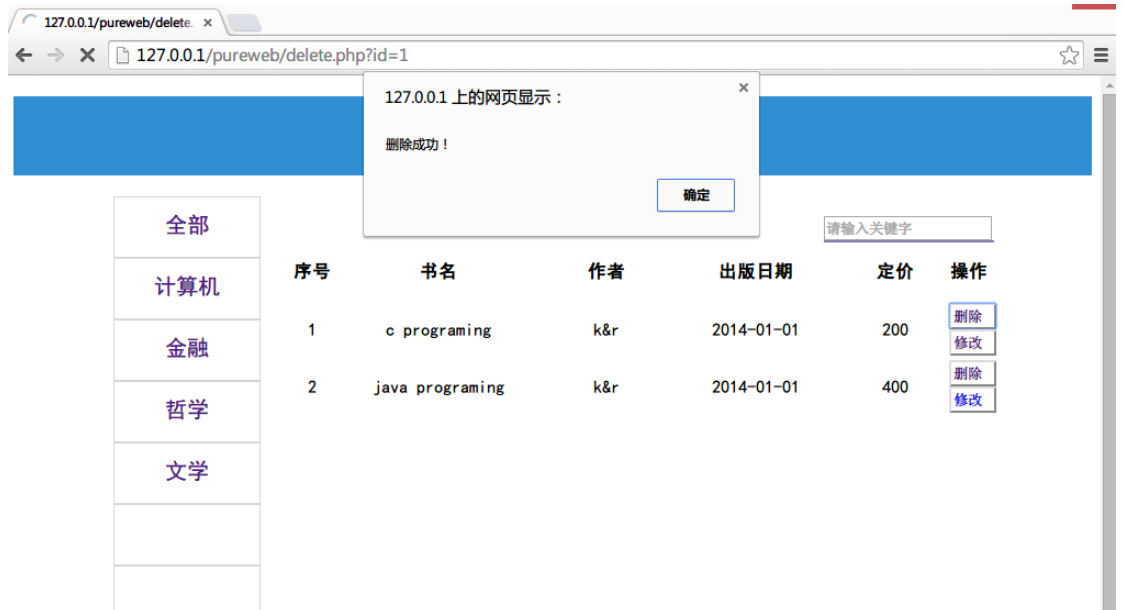 127.0.0.1/pureweb/delete.
127.0.0.1/pureweb/delete.php?id=1
127.0.0.1 上的网页显示：
删除成功！
确定
请输入关键字
全部
计算机
金融
哲学
文学
序号 书名 作者 出版日期 定价 操作
1 c programing k&r 2014-01-01 200 删除
修改
2 java programing k&r 2014-01-01 400 删除
修改